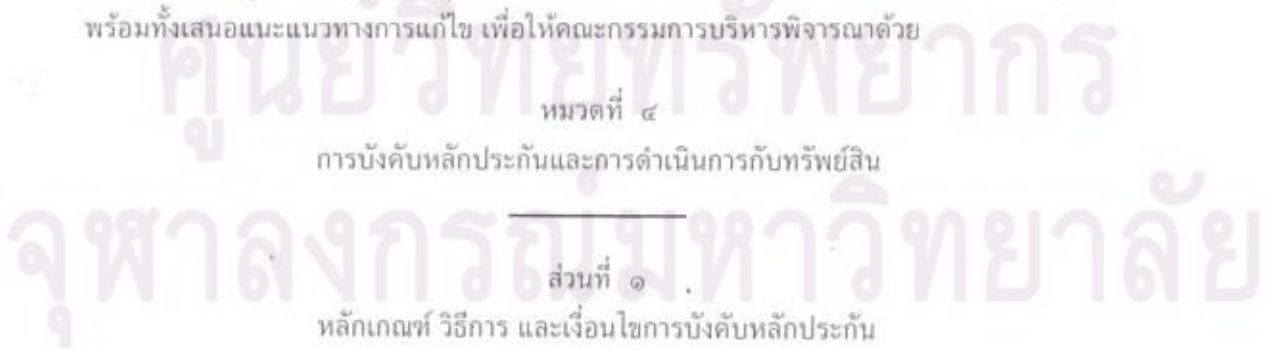 พร้อมทั้งเสนอแนะแนวทางการแก้ไข เพื่อให้คณะกรรมการบริหารพิจารณาด้วย
ศูนย์วิทยทรัพยากร
หมวดที่ ๔
การบังคับหลักประกันและการดำเนินการกับทรัพย์สิน
จุฬาลงกรณ์มหาวิทยาลัย
ส่วนที่ ๑
หลักเกณฑ์ วิธีการ และเงื่อนไขการบังคับหลักประกัน